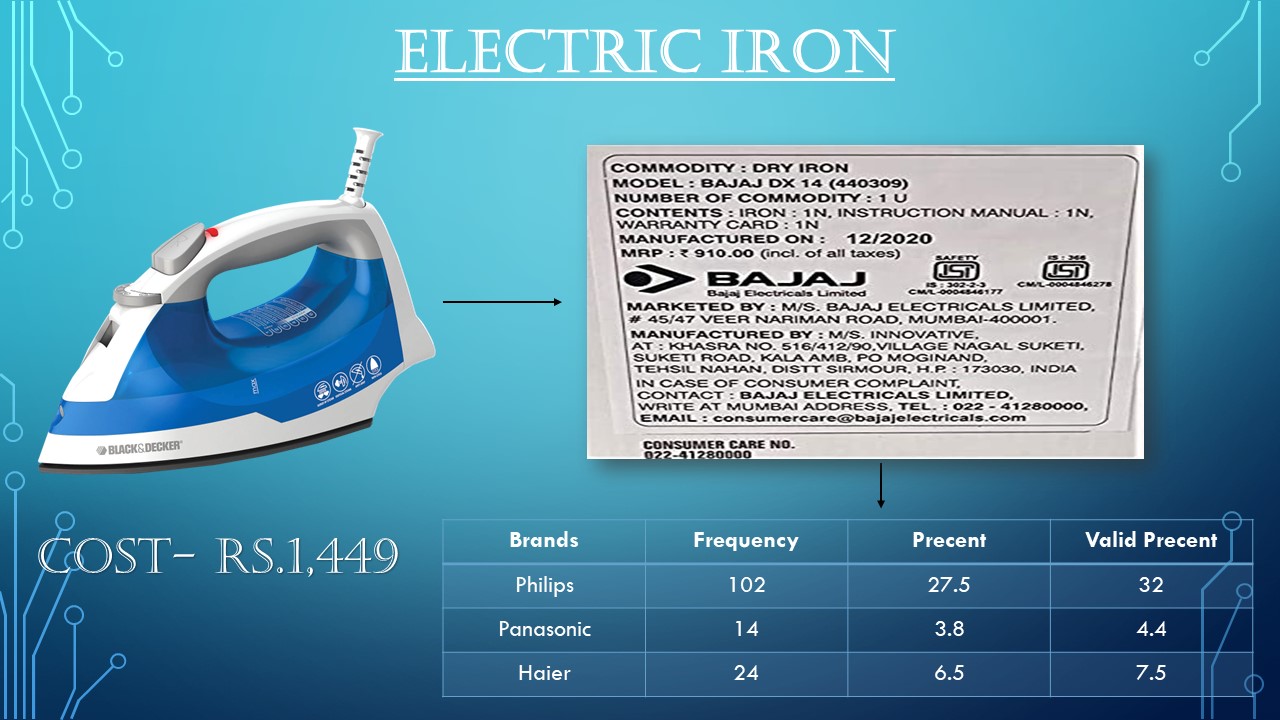 ELECTRIC IRON
BLACK&DECKER
COMMODITY : DRY IRON
MODEL : BAJAJ DX 14 (440309)
NUMBER OF COMMODITY : 1 U
CONTENTS : IRON : 1N, INSTRUCTION MANUAL : 1N,
WARRANTY CARD : 1N
MANUFACTURED ON : 12/2020
MRP : ₹ 910.00 (incl. of all taxes)
BAJAJ
Bajaj Electricals Limited
SAFETY
ISI
IS : 302-2-3
CM/L-0004846177
IS : 366
ISI
CM/L-0004846278
MARKETED BY : M/S. BAJAJ ELECTRICALS LIMITED,
# 45/47 VEER NARIMAN ROAD, MUMBAI-400001.
MANUFACTURED BY : M/S. INNOVATIVE,
AT : KHASRA NO. 516/412/90, VILLAGE NAGAL SUKETI,
SUKETI ROAD, KALA AMB, PO MOGINAND,
TEHSIL NAHAN, DISTT SIRMOUR, H.P. : 173030, INDIA
IN CASE OF CONSUMER COMPLAINT,
CONTACT : BAJAJ ELECTRICALS LIMITED,
WRITE AT MUMBAI ADDRESS, TEL. : 022 - 41280000,
EMAIL : consumercare@bajajelectricals.com
CONSUMER CARE NO.
022-41280000
COST- RS.1,449
Brands Frequency Precent Valid Precent
Philips 102 27.5 32
Panasonic 14 3.8 4.4
Haier 24 6.5 7.5